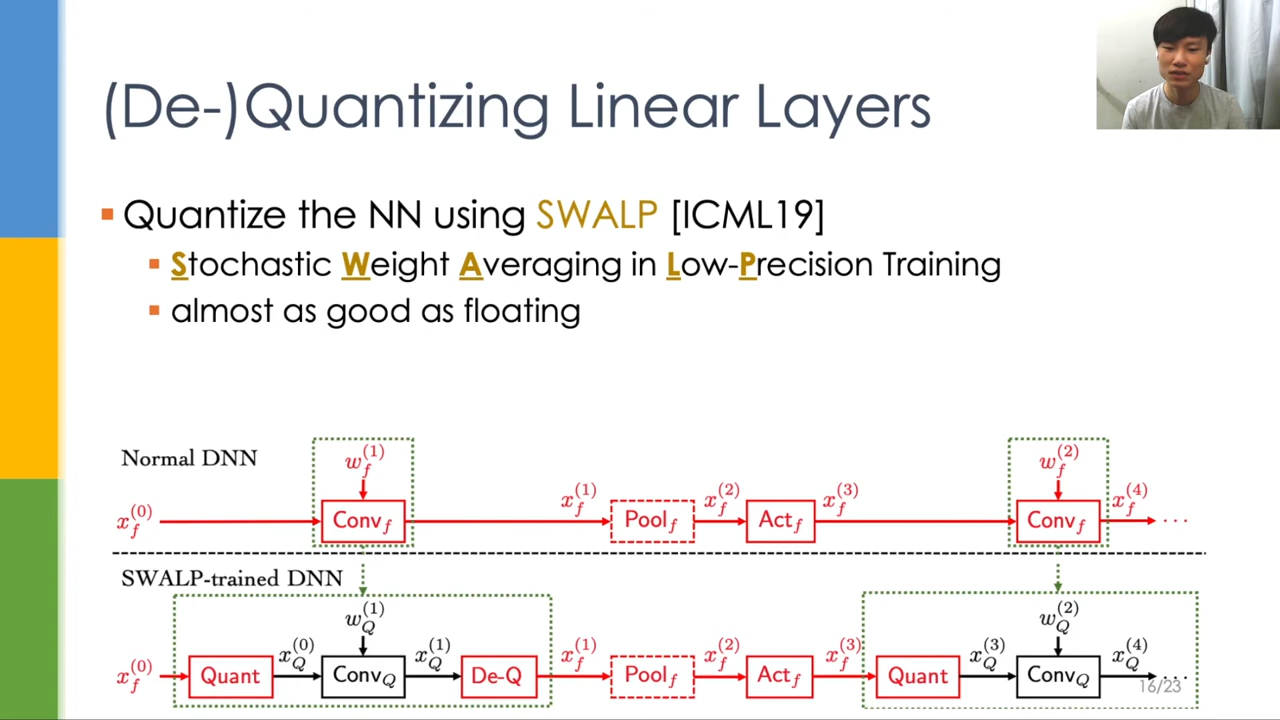 (De-)Quantizing Linear Layers
Quantize the NN using SWALP [ICML19]
Stochastic Weight Averaging in Low-Precision Training
almost as good as floating
Normal DNN
w_f^{(1)} w_f^{(2)}
x_f^{(0)} Conv_f x_f^{(1)} Pool_f x_f^{(2)} Act_f x_f^{(3)} Conv_f x_f^{(4)} ...
SWALP-trained DNN
w_Q^{(1)} w_Q^{(2)}
x_f^{(0)} Quant x_Q^{(0)} Conv_Q x_Q^{(1)} De-Q x_f^{(1)} Pool_f x_f^{(2)} Act_f x_f^{(3)} Quant x_Q^{(3)} Conv_Q x_Q^{(4)} ...
16/23